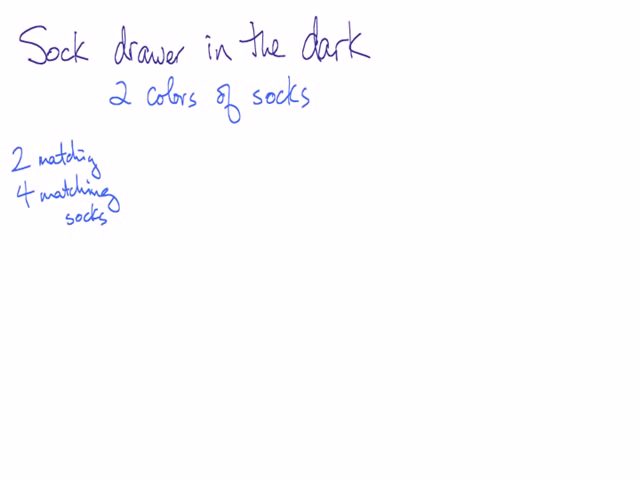 Sock drawer in the dark
2 colors of socks
2 matching
4 matching
socks